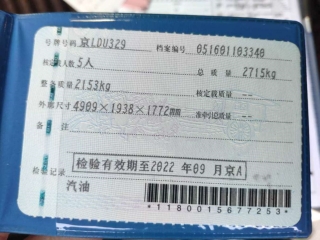 号牌号码 京LDU329 档案编号 051601103340
核定载人数 5人 总 质 量 2715kg
整备质量 2153kg 核定载质量 --
外廓尺寸 4909×1938×1772mm 准牵引总质量 --
备 注
检验记录 检验有效期至2022 年09 月京A
汽油
*1180015677253*